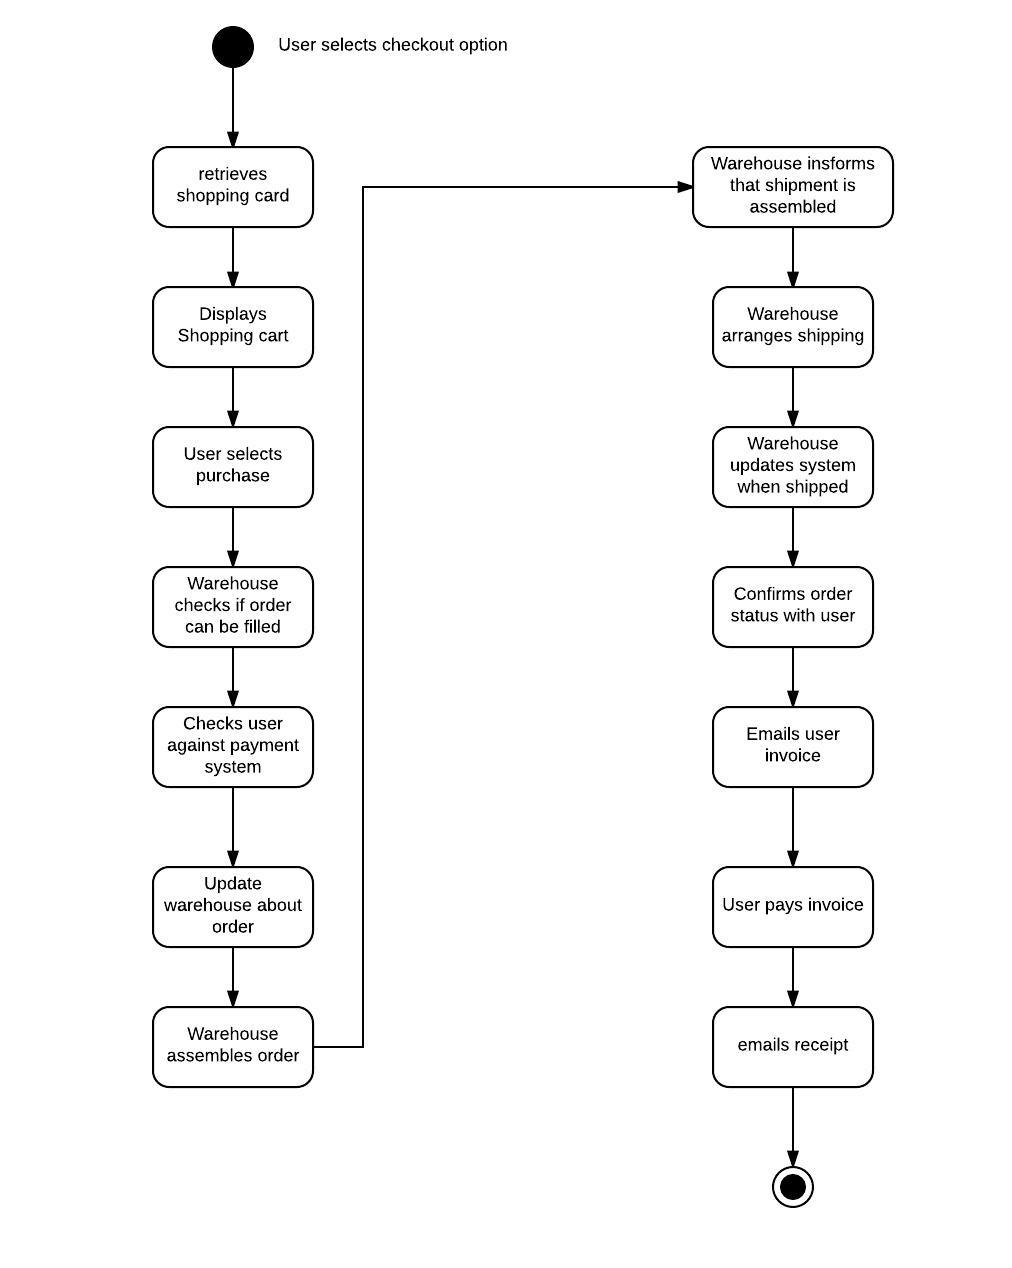 User selects checkout option
retrieves
shopping card
Displays
Shopping cart
User selects
purchase
Warehouse
checks if order
can be filled
Checks user
against payment
system
Update
warehouse about
order
Warehouse
assembles order
Warehouse insforms
that shipment is
assembled
Warehouse
arranges shipping
Warehouse
updates system
when shipped
Confirms order
status with user
Emails user
invoice
User pays invoice
emails receipt